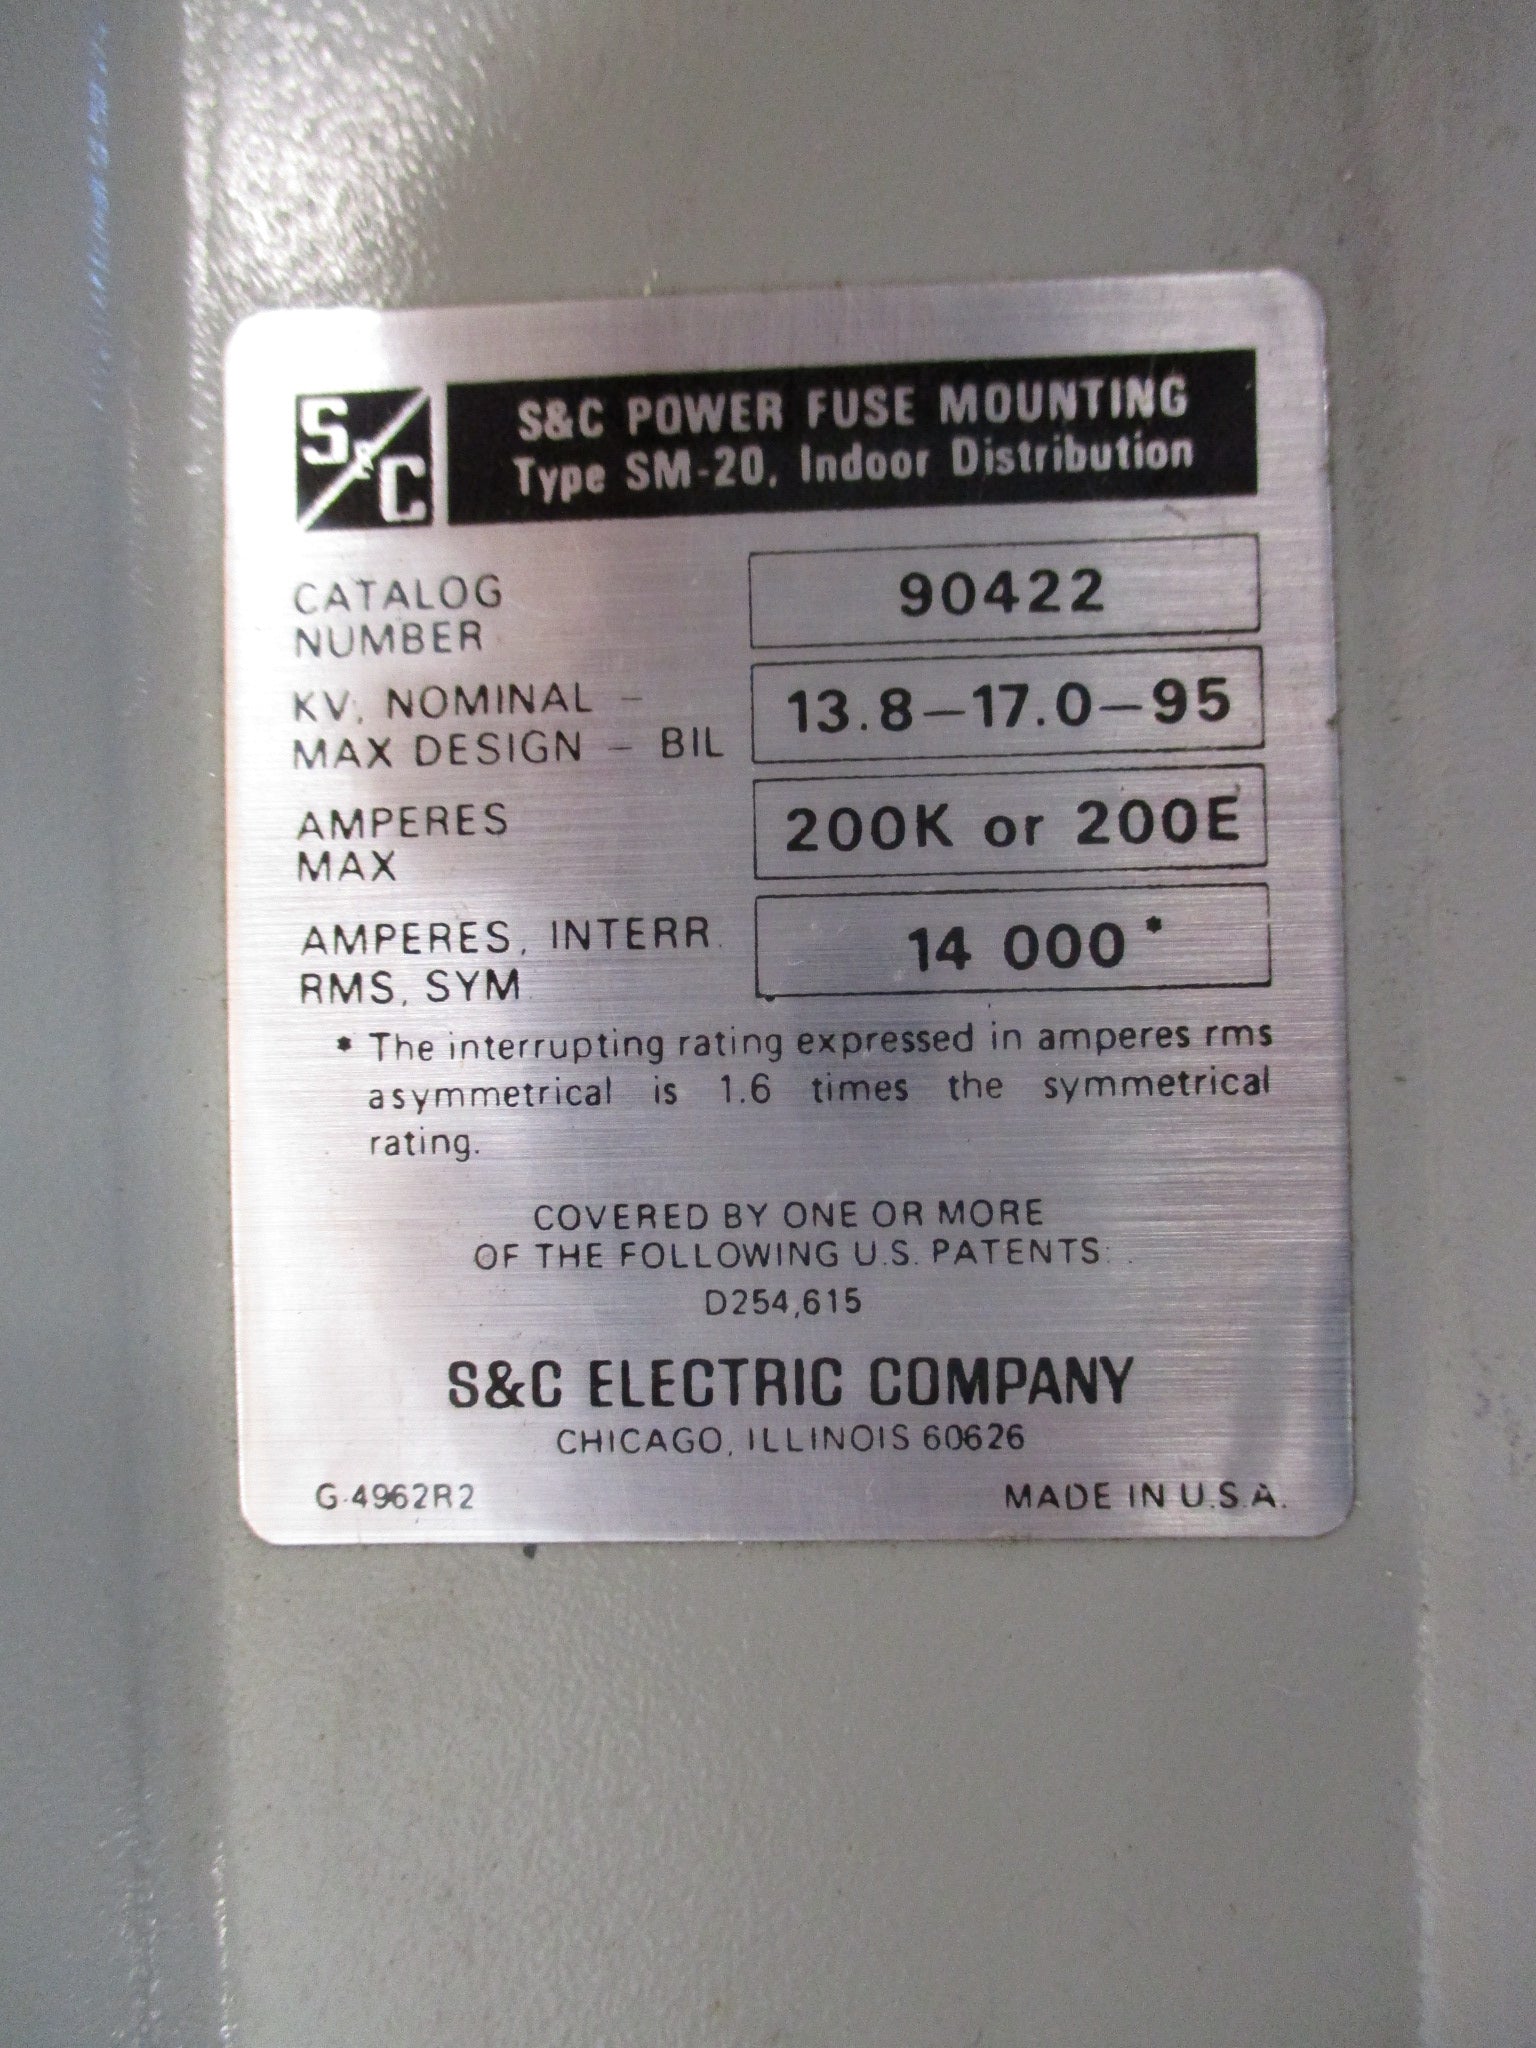 S&C
S&C POWER FUSE MOUNTING
Type SM-20, Indoor Distribution
CATALOG
NUMBER
90422
KV, NOMINAL –
MAX DESIGN – BIL
13.8–17.0–95
AMPERES
MAX
200K or 200E
AMPERES, INTERR.
RMS, SYM.
14 000*
* The interrupting rating expressed in amperes rms
asymmetrical is 1.6 times the symmetrical
rating.
COVERED BY ONE OR MORE
OF THE FOLLOWING U.S. PATENTS:
D254,615
S&C ELECTRIC COMPANY
CHICAGO, ILLINOIS 60626
G-4962R2
MADE IN U.S.A.